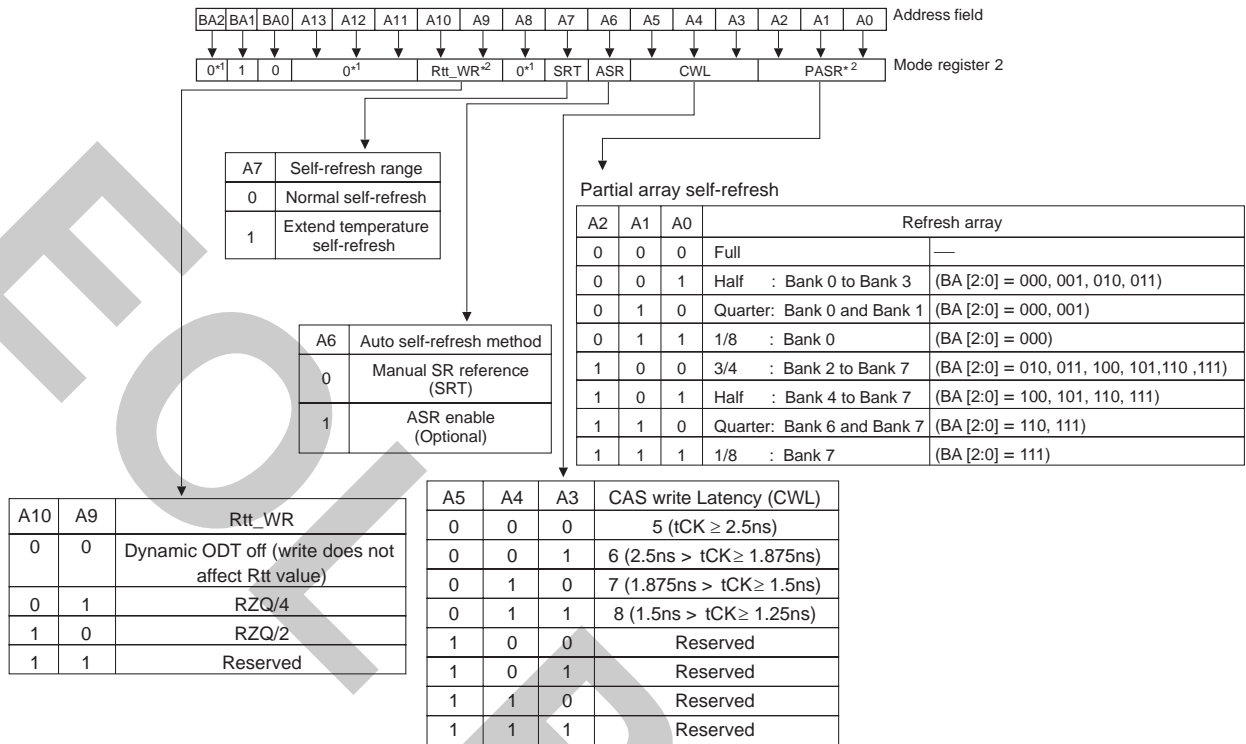 BA2 BA1 BA0 A13 A12 A11 A10 A9 A8 A7 A6 A5 A4 A3 A2 A1 A0 Address field
0*1 1 0 0*1 Rtt_WR*2 0*1 SRT ASR CWL PASR*2 Mode register 2
A7 Self-refresh range
0 Normal self-refresh
1 Extend temperature
self-refresh
Partial array self-refresh
A2 A1 A0 Refresh array
0 0 0 Full —
0 0 1 Half : Bank 0 to Bank 3 (BA [2:0] = 000, 001, 010, 011)
0 1 0 Quarter: Bank 0 and Bank 1 (BA [2:0] = 000, 001)
0 1 1 1/8 : Bank 0 (BA [2:0] = 000)
1 0 0 3/4 : Bank 2 to Bank 7 (BA [2:0] = 010, 011, 100, 101,110 ,111)
1 0 1 Half : Bank 4 to Bank 7 (BA [2:0] = 100, 101, 110, 111)
1 1 0 Quarter: Bank 6 and Bank 7 (BA [2:0] = 110, 111)
1 1 1 1/8 : Bank 7 (BA [2:0] = 111)
A6 Auto self-refresh method
0 Manual SR reference
(SRT)
1 ASR enable
(Optional)
A10 A9 Rtt_WR
0 0 Dynamic ODT off (write does not
affect Rtt value)
0 1 RZQ/4
1 0 RZQ/2
1 1 Reserved
A5 A4 A3 CAS write Latency (CWL)
0 0 0 5 (tCK ≥ 2.5ns)
0 0 1 6 (2.5ns > tCK≥ 1.875ns)
0 1 0 7 (1.875ns > tCK≥ 1.5ns)
0 1 1 8 (1.5ns > tCK≥ 1.25ns)
1 0 0 Reserved
1 0 1 Reserved
1 1 0 Reserved
1 1 1 Reserved